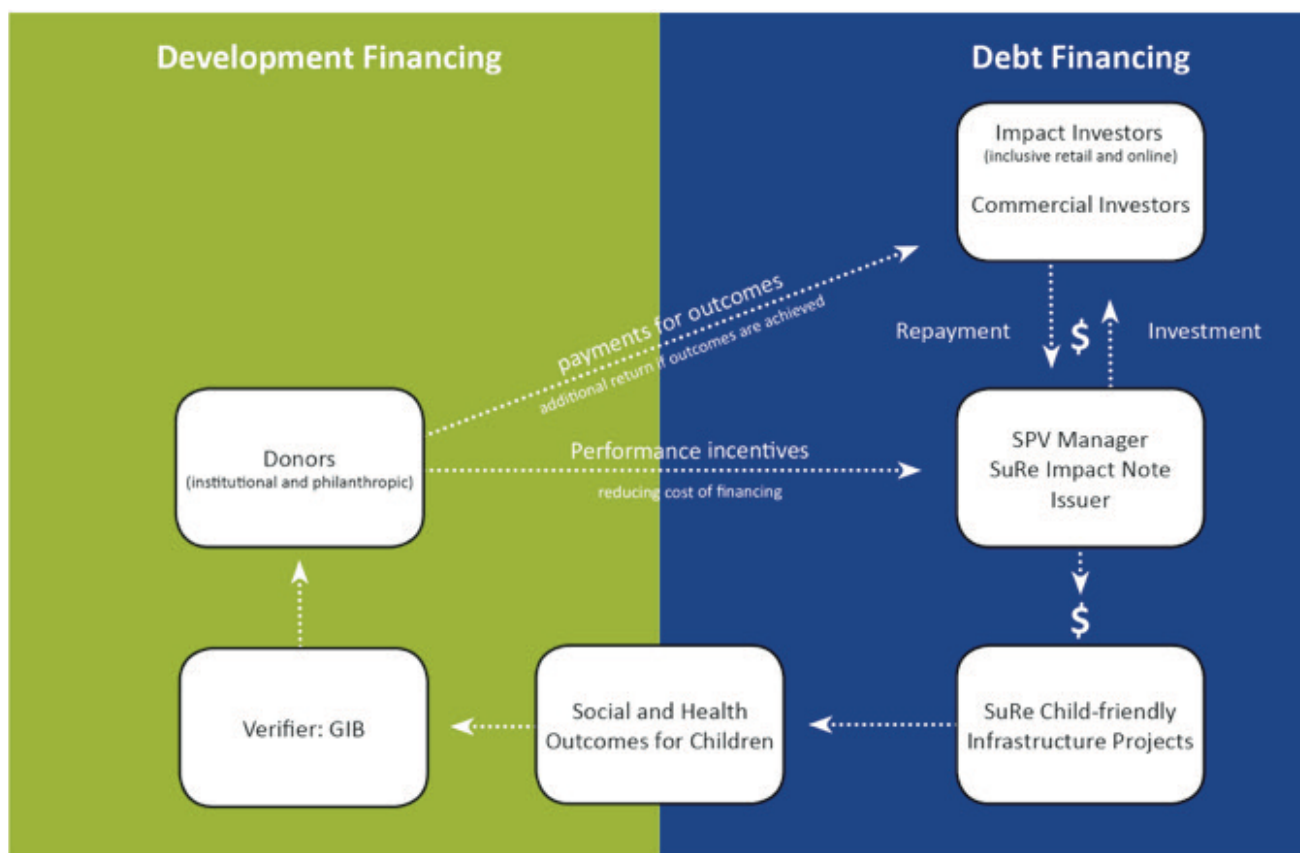 Development Financing
Debt Financing
Impact Investors
(inclusive retail and online)
Commercial Investors
payments for outcomes
additional return if outcomes are achieved
Repayment
$
Investment
Donors
(institutional and philanthropic)
Performance incentives
reducing cost of financing
SPV Manager
SuRe Impact Note
Issuer
$
Verifier: GIB
Social and Health
Outcomes for Children
SuRe Child-friendly
Infrastructure Projects